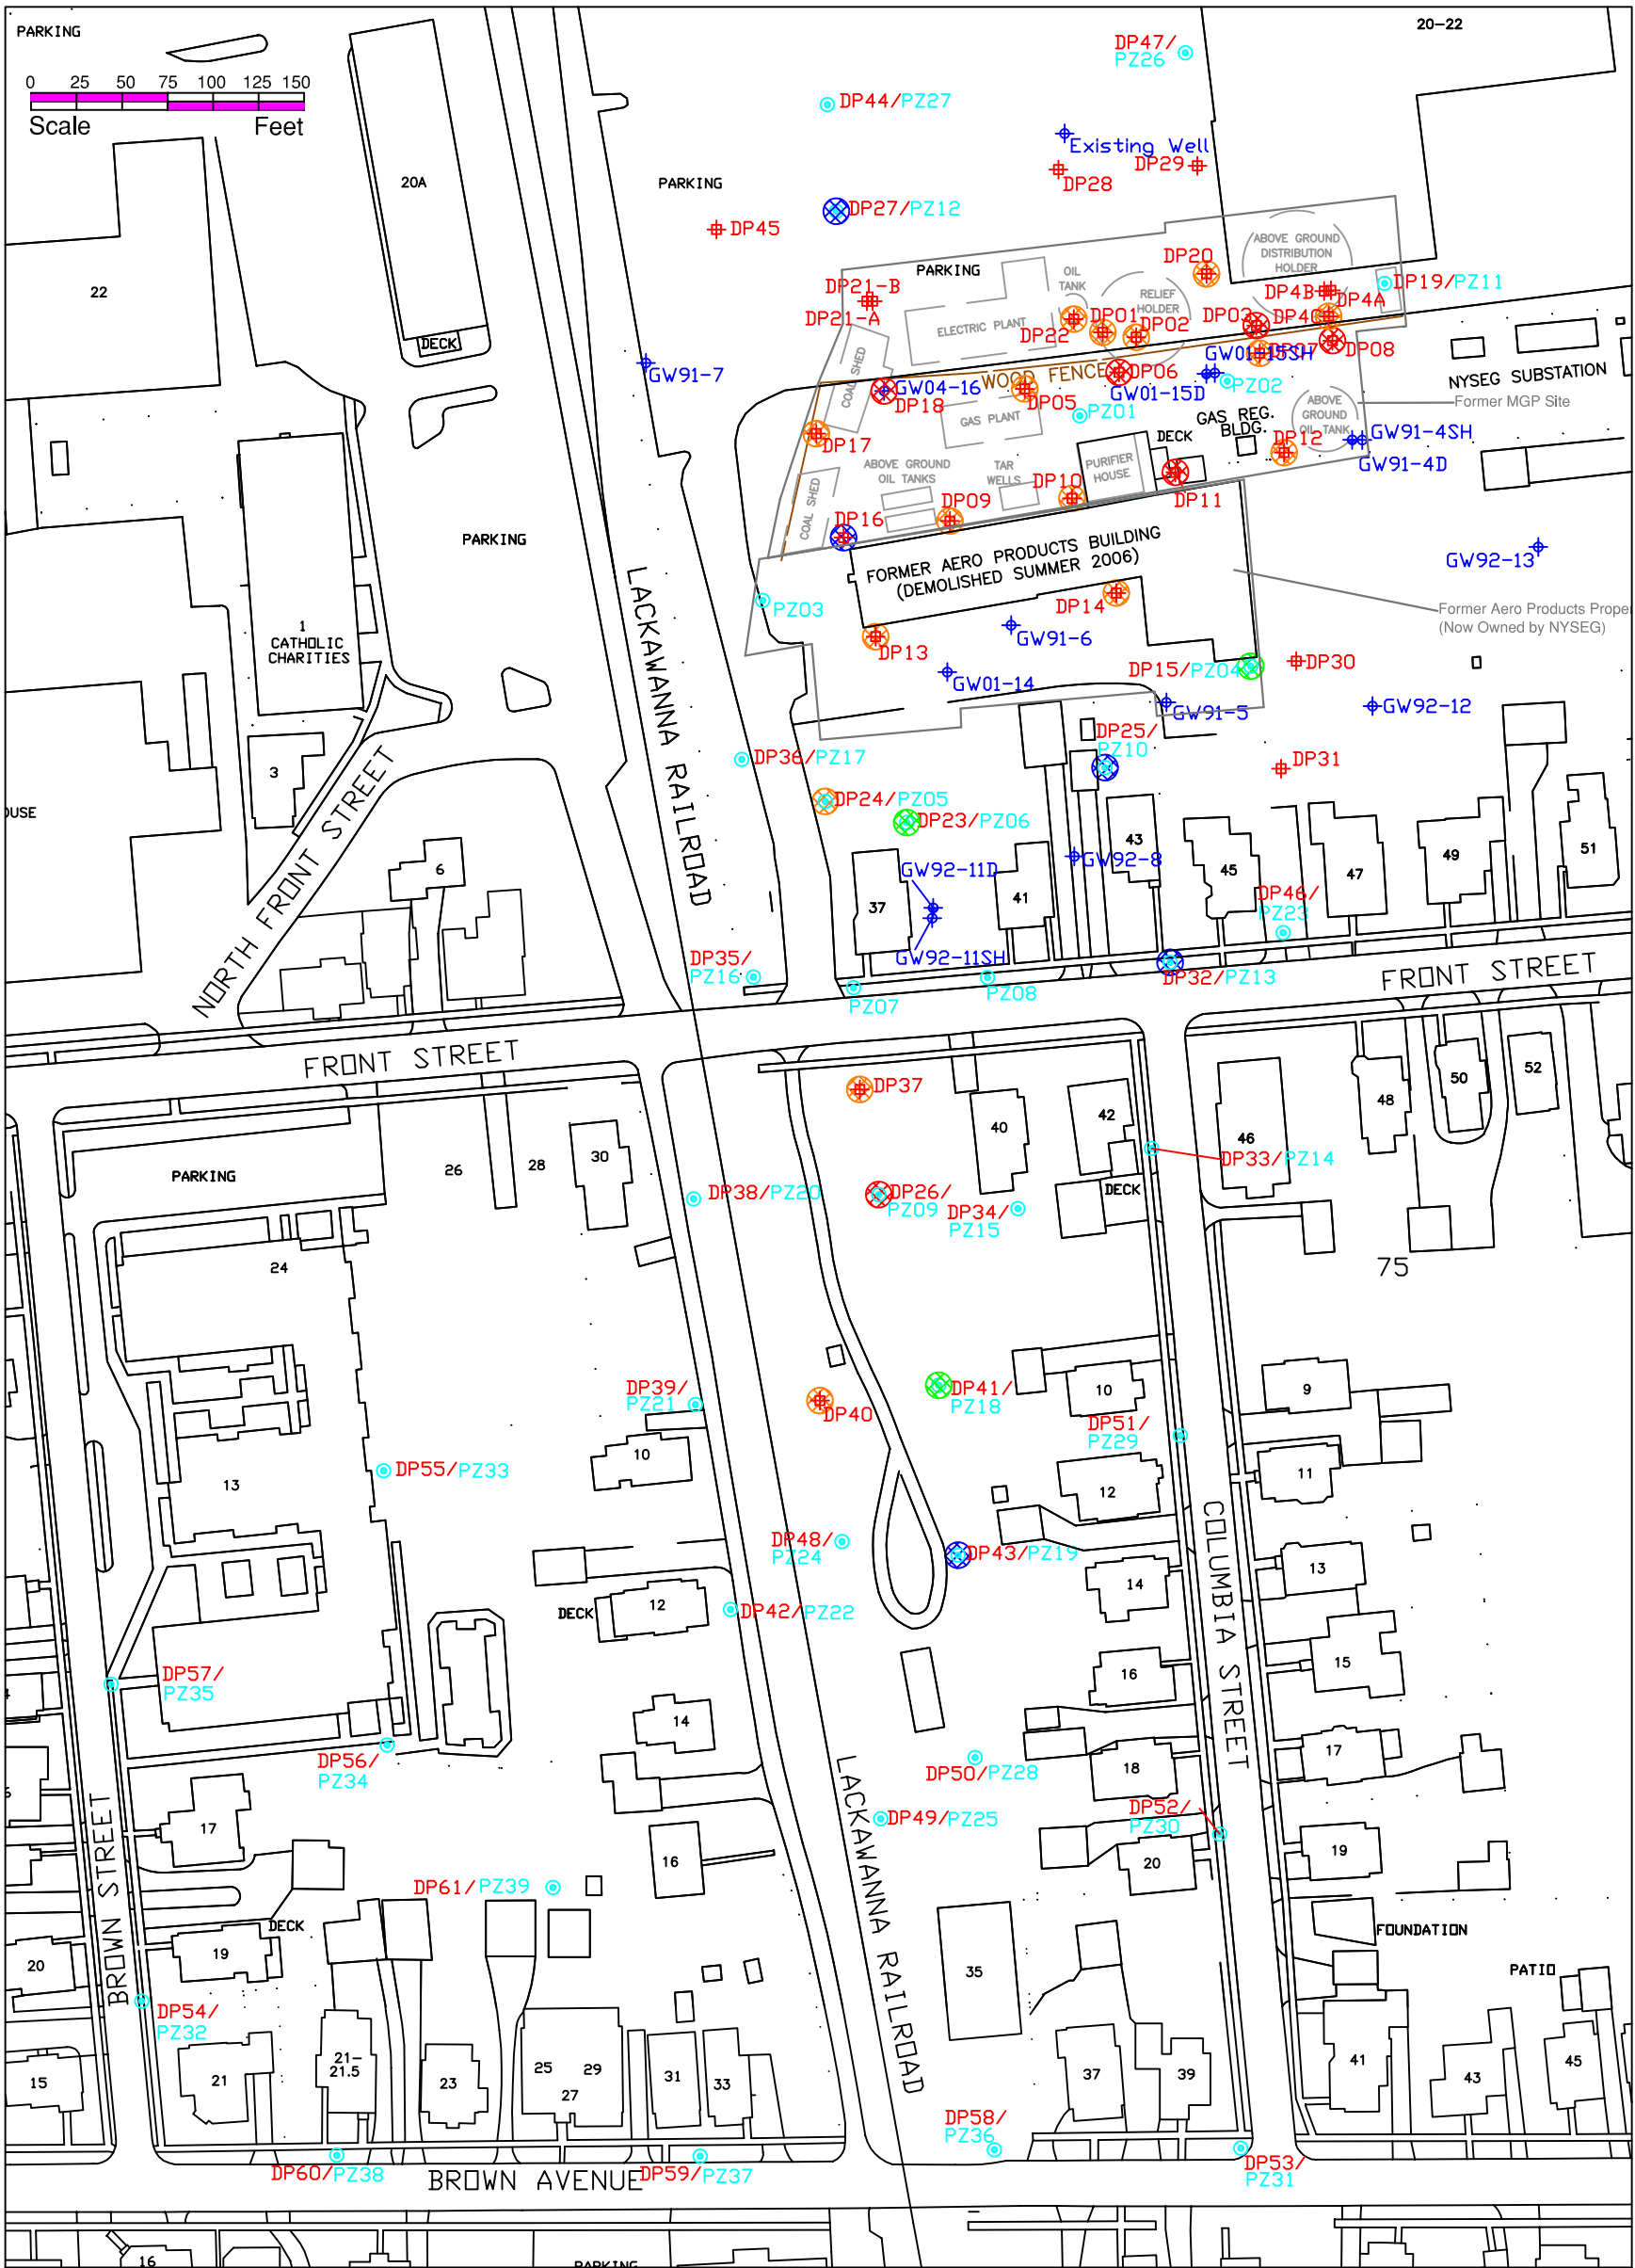 PARKING
20-22
DP47/
PZ26
0 25 50 75 100 125 150
Scale Feet
DP44/PZ27
Existing Well
DP29
DP28
20A
PARKING
DP27/PZ12
DP45
22
DECK
PARKING
OIL
TANK
DP20
ABOVE GROUND
DISTRIBUTION
HOLDER
DP19/PZ11
DP21-B
DP21-A
ELECTRIC PLANT
RELIEF
HOLDER
DP4B
DP4A
DP4C
DP22
DP01
DP02
DP03
DP07
DP08
GW91-7
COAL SHED
GW04-16
DP18
WOOD FENCE
DP05
DP06
GW01-15SH
GW01-15D
PZ02
NYSEG SUBSTATION
Former MGP Site
GAS PLANT
PZ01
GAS REG.
BLDG.
DECK
ABOVE
GROUND
OIL TANK
GW91-4SH
GW91-4D
DP17
DP12
ABOVE GROUND
OIL TANKS
TAR
WELLS
PURIFIER
HOUSE
DP10
DP11
COAL SHED
DP16
DP09
PARKING
FORMER AERO PRODUCTS BUILDING
(DEMOLISHED SUMMER 2006)
GW92-13
LACKAWANNA RAILROAD
PZ03
DP14
Former Aero Products Prope
(Now Owned by NYSEG)
1
CATHOLIC
CHARITIES
GW91-6
DP13
DP15/PZ04
DP30
GW01-14
GW91-5
GW92-12
DP25/
PZ10
DP36/PZ17
DP31
3
NORTH FRONT STREET
OUSE
DP24/PZ05
DP23/PZ06
43
6
GW92-11D
GW92-8
45
47
49
51
37
41
DP46/
PZ23
GW92-11SH
DP35/
PZ16
PZ07
PZ08
DP32/PZ13
FRONT STREET
FRONT STREET
DP37
40
42
48
50
52
46
PARKING
26
28
30
DP33/PZ14
DECK
DP38/PZ20
DP26/
PZ09
DP34/
PZ15
75
24
DP39/
PZ21
DP40
DP41/
PZ18
10
9
DP51/
PZ29
10
DP55/PZ33
13
12
11
COLUMBIA STREET
DP48/
PZ24
DP43/PZ19
14
13
DECK
12
DP42/PZ22
15
DP57/
PZ35
16
14
17
DP56/
PZ34
LACKAWANNA RAILROAD
DP50/PZ28
18
17
DP49/PZ25
DP52/
PZ30
BROWN STREET
16
20
19
DP61/PZ39
DECK
FOUNDATION
19
20
35
PATIO
DP54/
PZ32
21-
21.5
25
29
27
31
33
37
39
41
43
45
15
21
23
DP58/
PZ36
DP60/PZ38
BROWN AVENUE
DP59/PZ37
DP53/
PZ31
16
PARKING